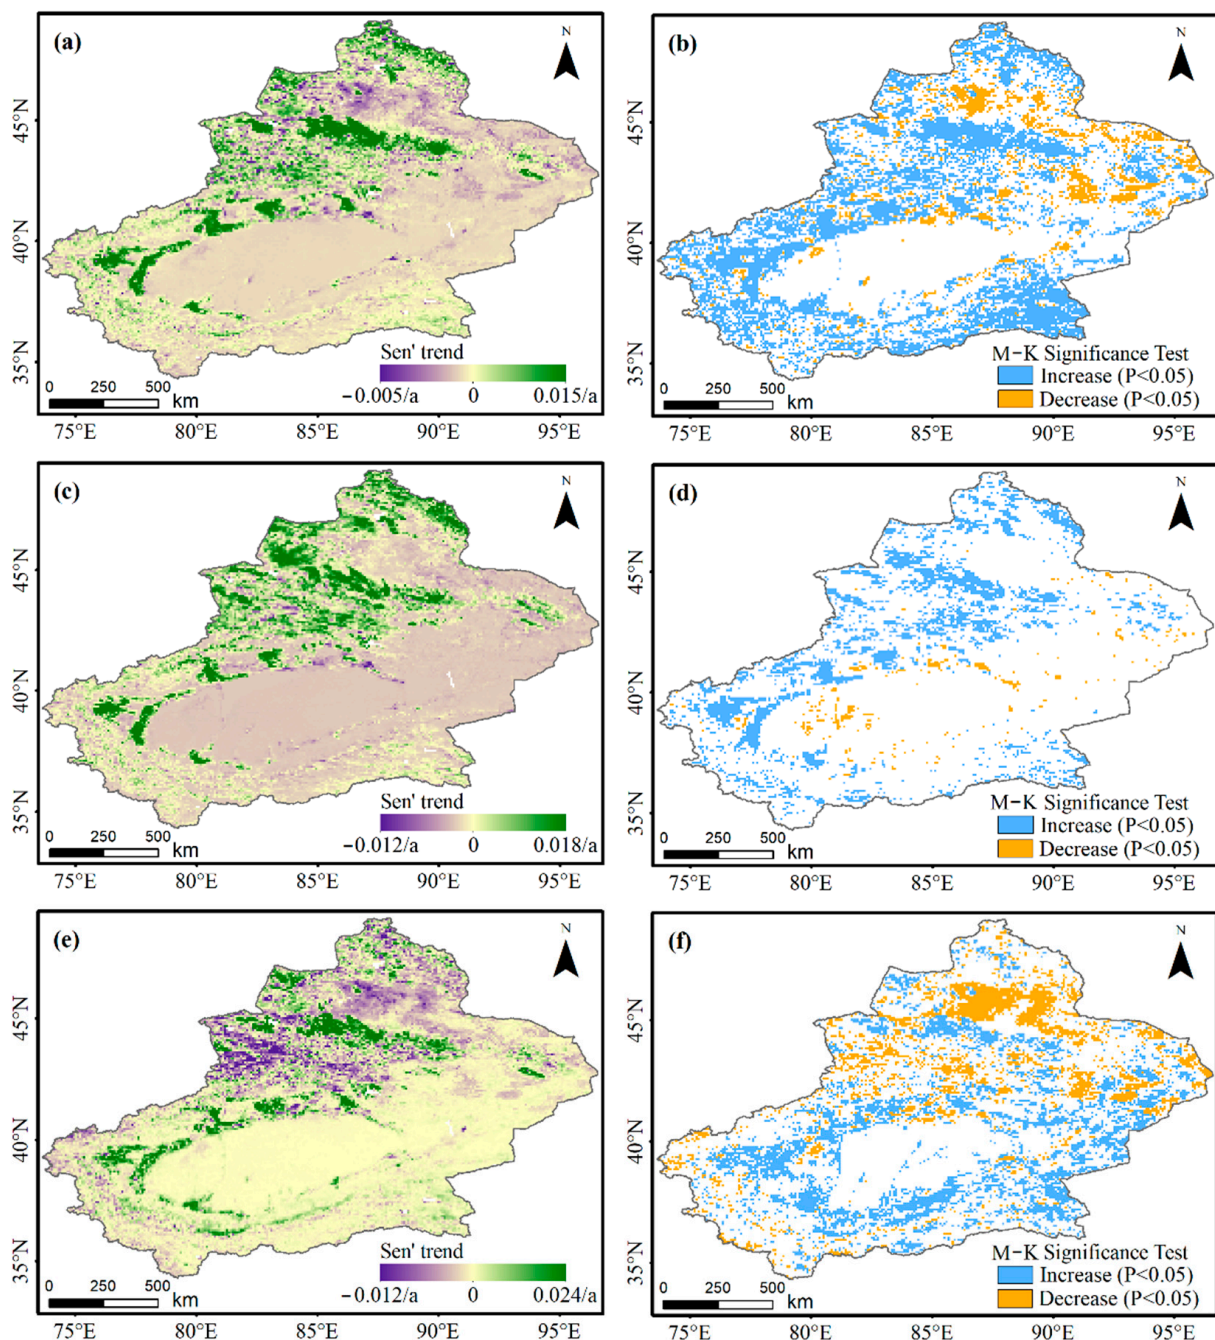 (a)
N
45°N
40°N
35°N
Sen' trend
−0.005/a 0 0.015/a
0 250 500
km
75°E 80°E 85°E 90°E 95°E
(b)
N
45°N
40°N
35°N
M−K Significance Test
Increase (P<0.05)
Decrease (P<0.05)
0 250 500
km
75°E 80°E 85°E 90°E 95°E
(c)
N
45°N
40°N
35°N
Sen' trend
−0.012/a 0 0.018/a
0 250 500
km
75°E 80°E 85°E 90°E 95°E
(d)
N
45°N
40°N
35°N
M−K Significance Test
Increase (P<0.05)
Decrease (P<0.05)
0 250 500
km
75°E 80°E 85°E 90°E 95°E
(e)
N
45°N
40°N
35°N
Sen' trend
−0.012/a 0 0.024/a
0 250 500
km
75°E 80°E 85°E 90°E 95°E
(f)
N
45°N
40°N
35°N
M−K Significance Test
Increase (P<0.05)
Decrease (P<0.05)
0 250 500
km
75°E 80°E 85°E 90°E 95°E